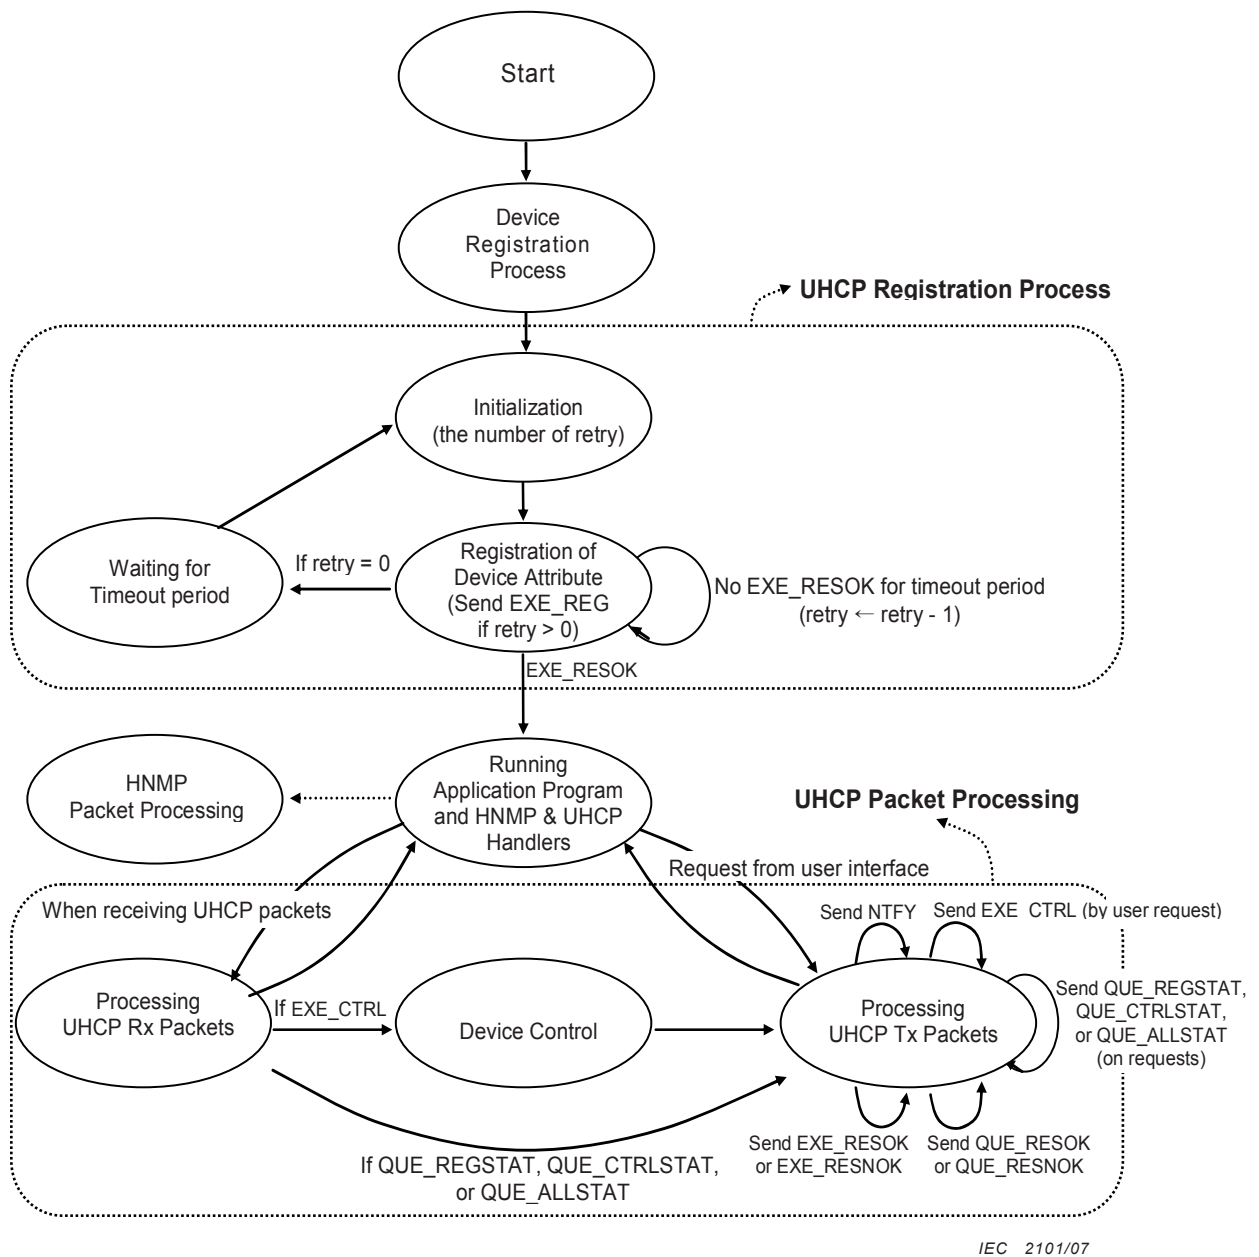 Start
Device
Registration
Process
UHCP Registration Process
Initialization
(the number of retry)
Waiting for
Timeout period
If retry = 0
Registration of
Device Attribute
(Send EXE_REG
if retry > 0)
No EXE_RESOK for timeout period
(retry ← retry - 1)
EXE_RESOK
HNMP
Packet Processing
Running
Application Program
and HNMP & UHCP
Handlers
UHCP Packet Processing
Request from user interface
When receiving UHCP packets
Send NTFY
Send EXE_CTRL (by user request)
Processing
UHCP Rx Packets
If EXE_CTRL
Device Control
Processing
UHCP Tx Packets
Send QUE_REGSTAT,
QUE_CTRLSTAT,
or QUE_ALLSTAT
(on requests)
Send EXE_RESOK
or EXE_RESNOK
Send QUE_RESOK
or QUE_RESNOK
If QUE_REGSTAT, QUE_CTRLSTAT,
or QUE_ALLSTAT
IEC 2101/07